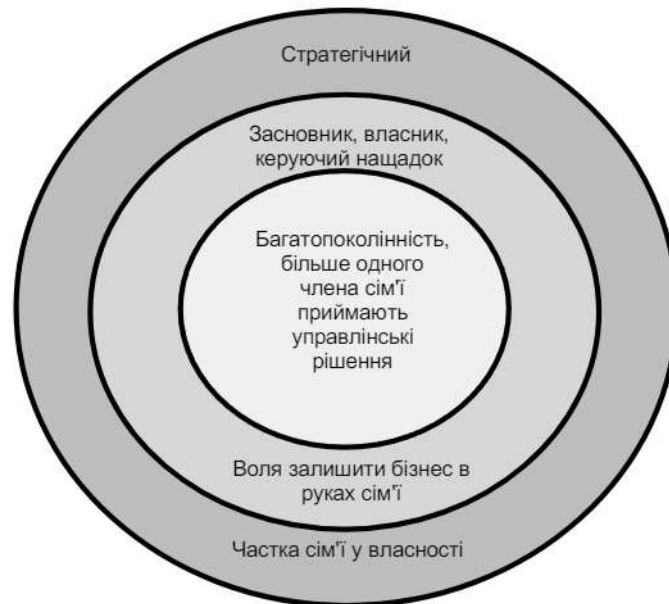 Стратегічний
Засновник, власник,
керуючий нащадок
Багатопоколінність,
більше одного
члена сім'ї
приймають
управлінські
рішення
Воля залишити бізнес в
руках сім'ї
Частка сім'ї у власності